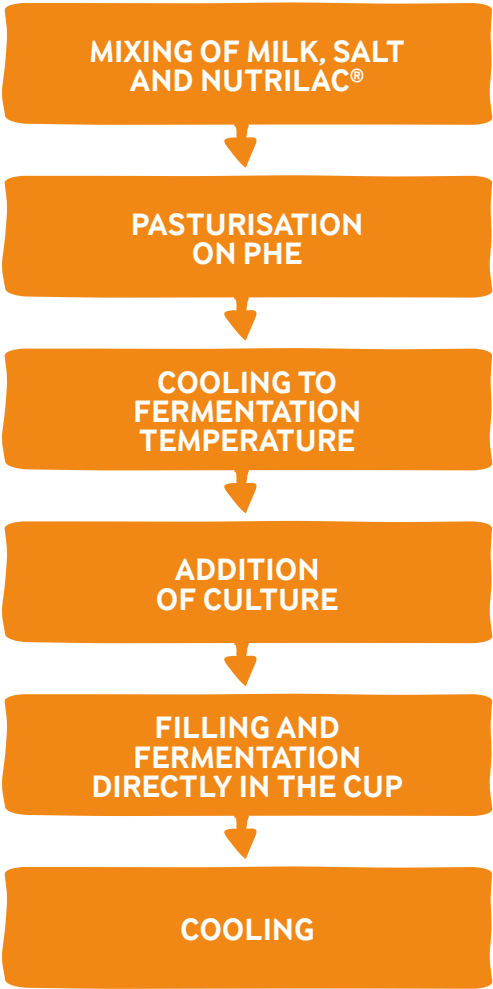 MIXING OF MILK, SALT
AND NUTRILAC®
PASTURISATION
ON PHE
COOLING TO
FERMENTATION
TEMPERATURE
ADDITION
OF CULTURE
FILLING AND
FERMENTATION
DIRECTLY IN THE CUP
COOLING